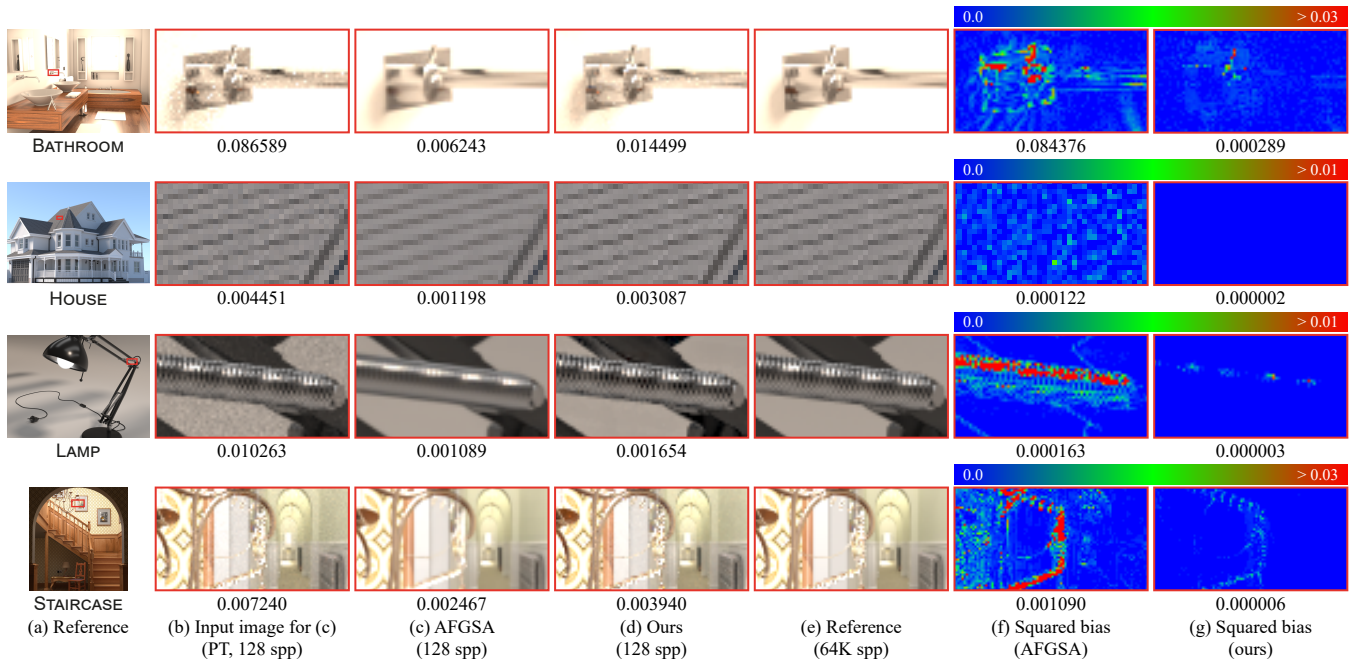 0.0 > 0.03
BATHROOM 0.086589 0.006243 0.014499 0.084376 0.000289
0.0 > 0.01
HOUSE 0.004451 0.001198 0.003087 0.000122 0.000002
0.0 > 0.01
LAMP 0.010263 0.001089 0.001654 0.000163 0.000003
0.0 > 0.03
STAIRCASE 0.007240 0.002467 0.003940 0.001090 0.000006
(a) Reference (b) Input image for (c) (c) AFGSA (d) Ours (e) Reference (f) Squared bias (g) Squared bias
(PT, 128 spp) (128 spp) (128 spp) (64K spp) (AFGSA) (ours)